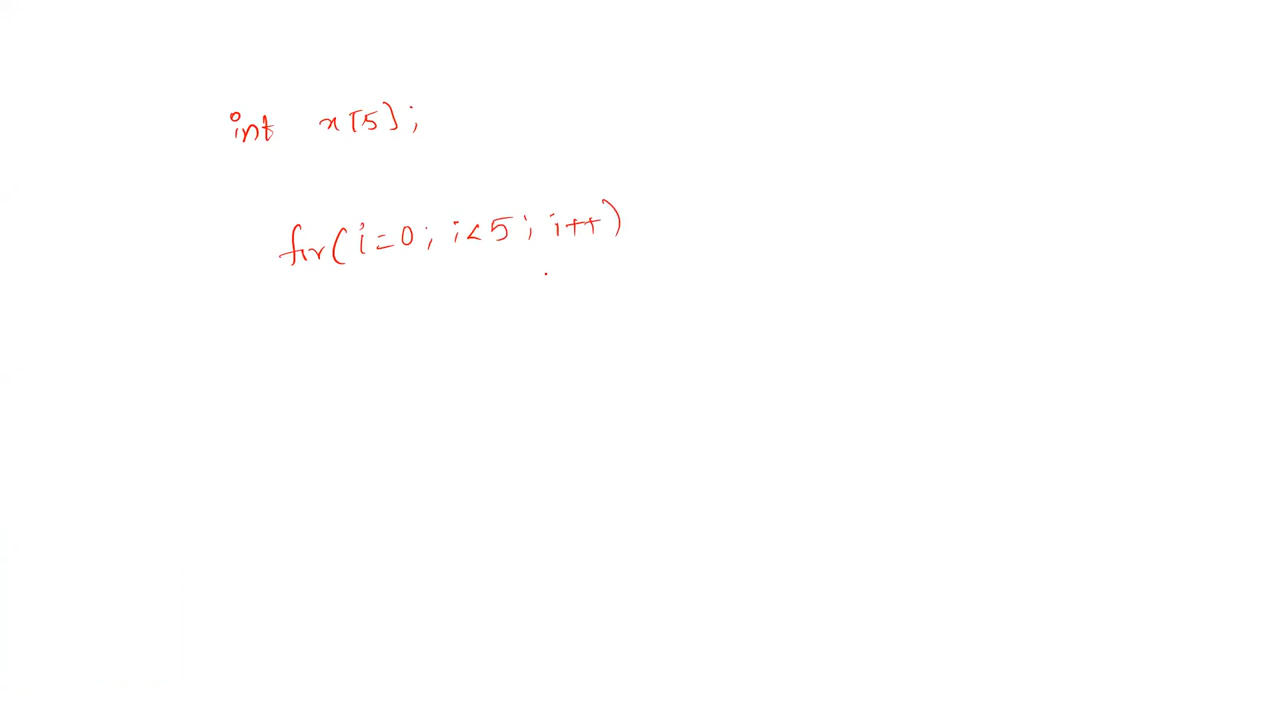 int x[5];
for(i=0; i<5; i++)